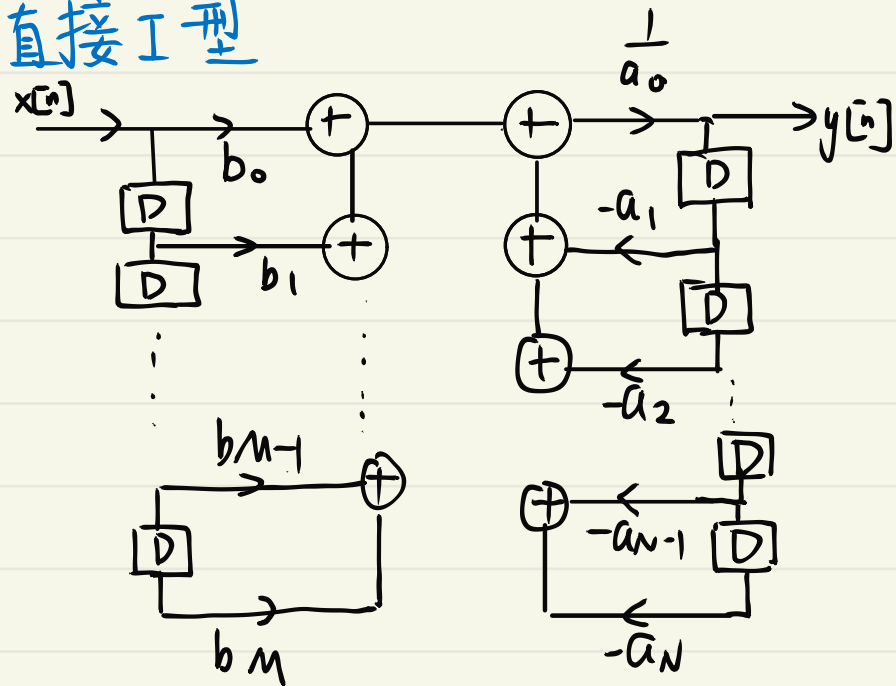 直接I型
1
a0
x[n]
+
+
y[n]
b0
D
D
-a1
+
+
b1
D
D
+
-a2
bM-1
D
+
+
-aN-1
D
D
bM
-aN